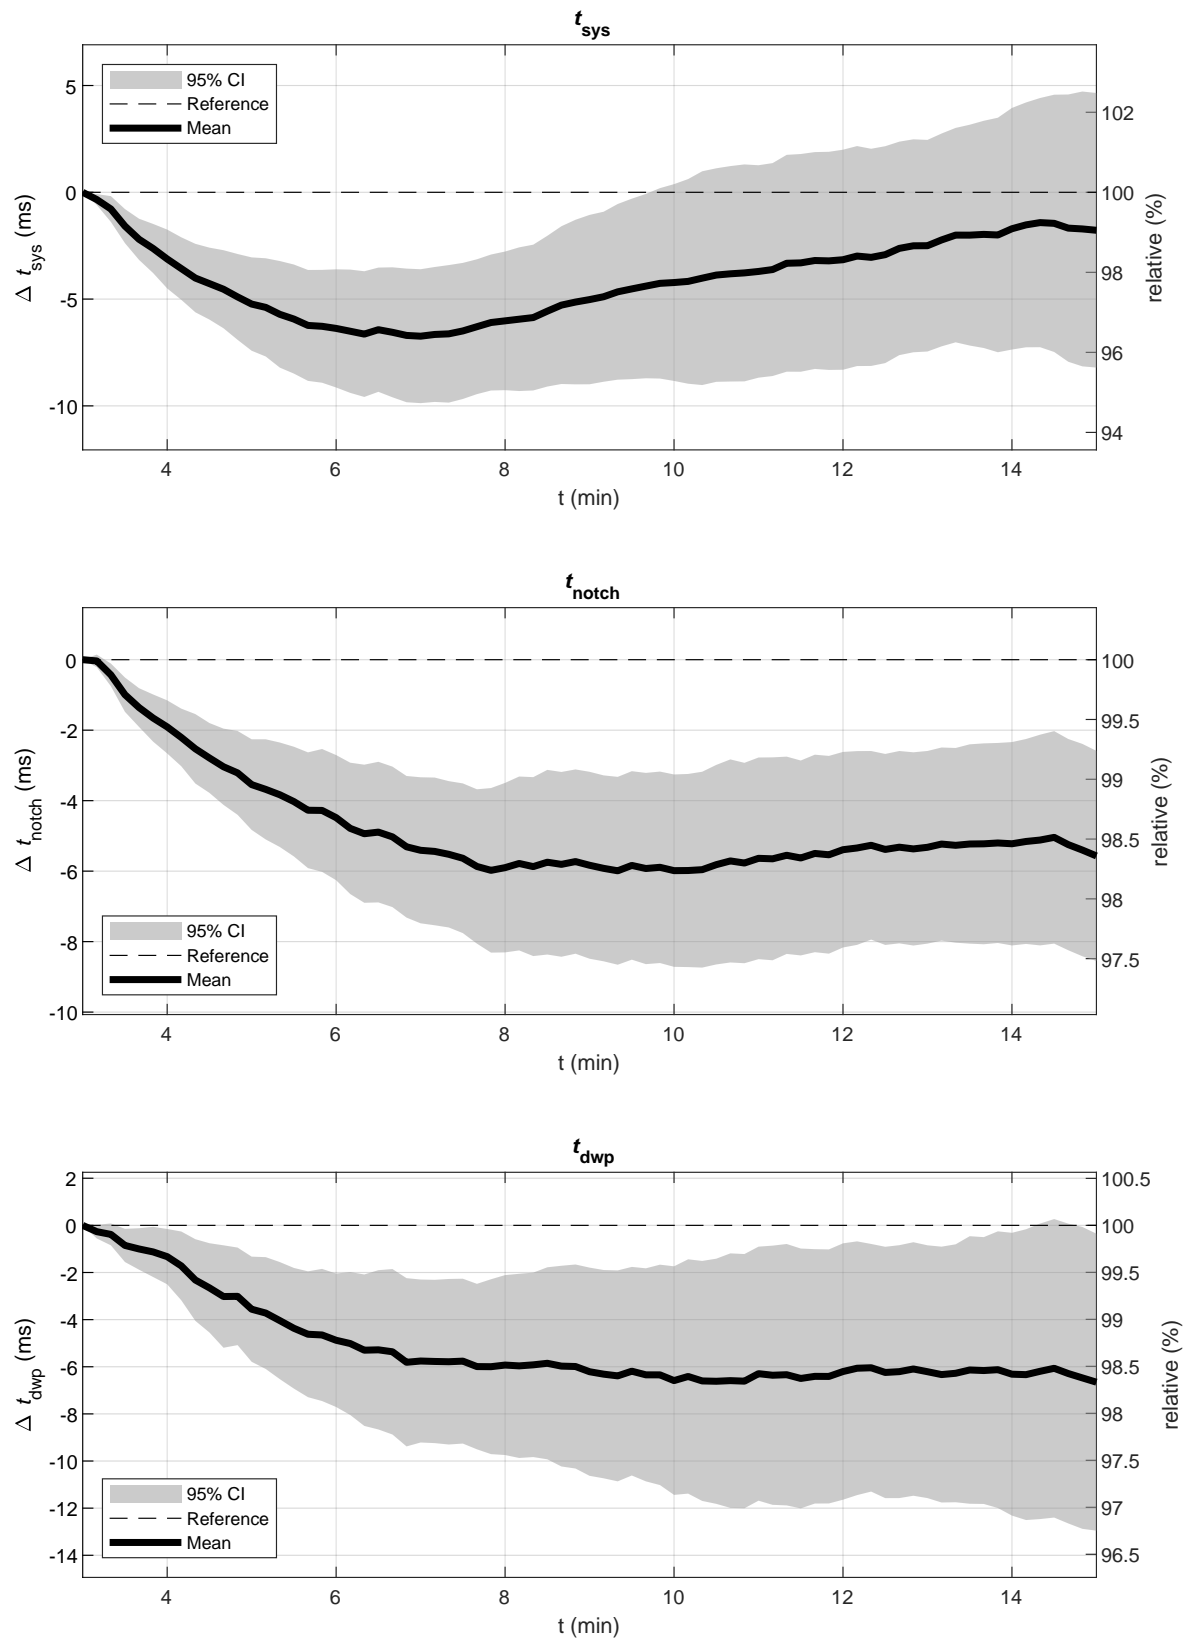 t_sys
95% CI
Reference
Mean
5
0
-5
-10
Δ t_sys (ms)
102
100
98
96
94
relative (%)
4 6 8 10 12 14
t (min)
t_notch
0
-2
-4
-6
-8
-10
Δ t_notch (ms)
95% CI
Reference
Mean
100
99.5
99
98.5
98
97.5
relative (%)
4 6 8 10 12 14
t (min)
t_dwp
2
0
-2
-4
-6
-8
-10
-12
-14
Δ t_dwp (ms)
95% CI
Reference
Mean
100.5
100
99.5
99
98.5
98
97.5
97
96.5
relative (%)
4 6 8 10 12 14
t (min)